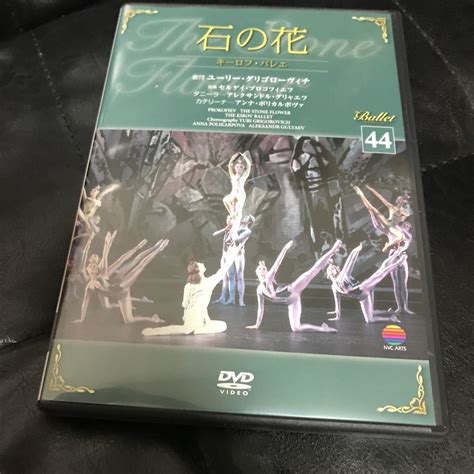 The Stone
Flower
石の花
キーロフ・バレエ
振付 ユーリー・グリゴローヴィチ
音楽 セルゲイ・プロコフィエフ
ダニーラ━アレクサンドル・グリャエフ
カテリーナ━アンナ・ポリカルポヴァ
PROKOFIEV THE STONE FLOWER
THE KIROV BALLET
Choreography YURI GRIGOROVICH
ANNA POLIKARPOVA ALEKSANDR GULYAEV
Ballet
44
NVC ARTS
DVD
VIDEO